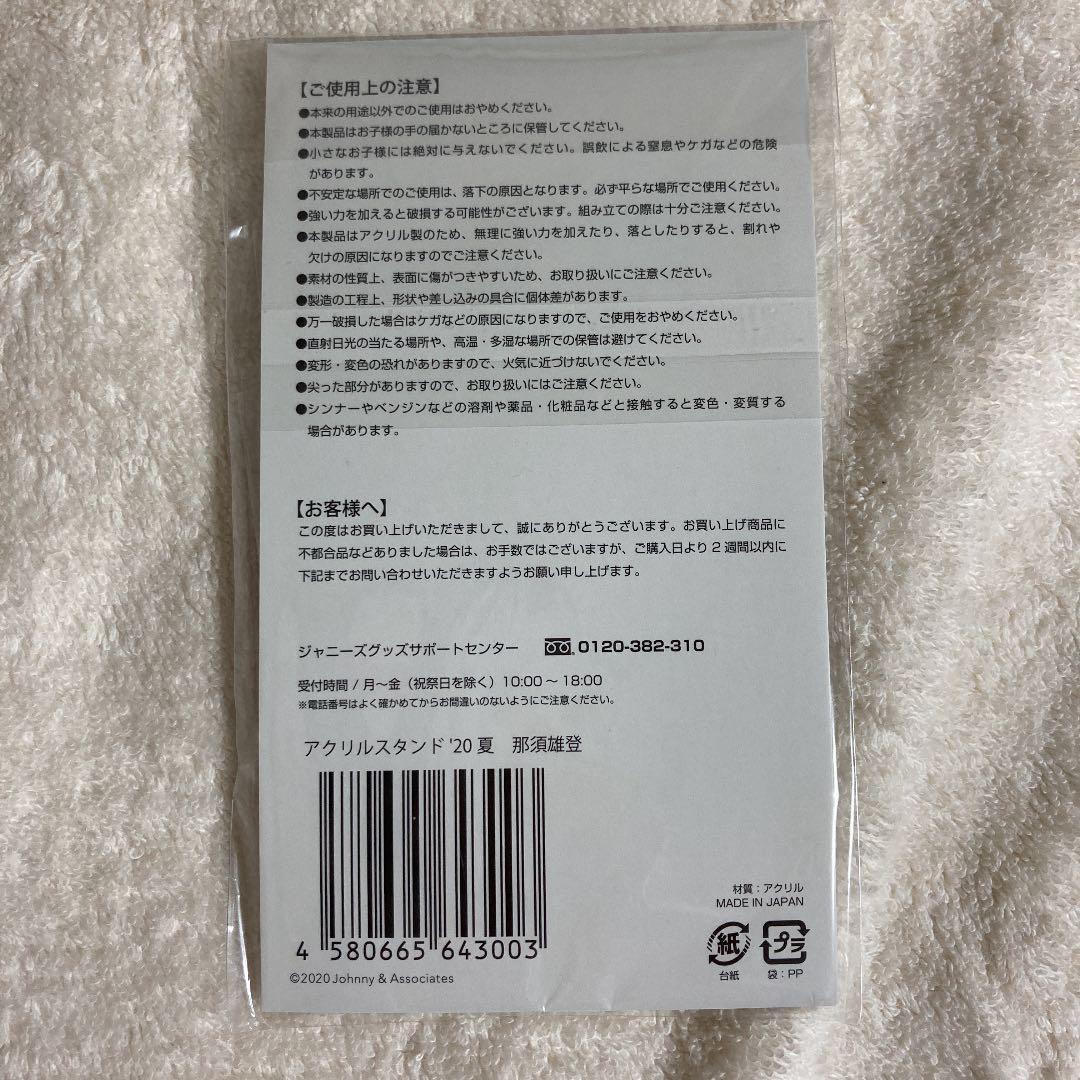 【ご使用上の注意】
●本来の用途以外でのご使用はおやめください。
●本製品はお子様の手の届かないところに保管してください。
●小さなお子様には絶対に与えないでください。誤飲による窒息やケガなどの危険
があります。
●不安定な場所でのご使用は、落下の原因となります。必ず平らな場所でご使用ください。
●強い力を加えると破損する可能性がございます。組み立ての際は十分ご注意ください。
●本製品はアクリル製のため、無理に強い力を加えたり、落としたりすると、割れや
欠けの原因になりますのでご注意ください。
●素材の性質上、表面に傷がつきやすいため、お取り扱いにご注意ください。
●製造の工程上、形状や差し込みの具合に個体差があります。
●万一破損した場合はケガなどの原因になりますので、ご使用をおやめください。
●直射日光の当たる場所や、高温・多湿な場所での保管は避けてください。
●変形・変色の恐れがありますので、火気に近づけないでください。
●尖った部分がありますので、お取り扱いにはご注意ください。
●シンナーやベンジンなどの溶剤や薬品・化粧品などと接触すると変色・変質する
場合があります。
【お客様へ】
この度はお買い上げいただきまして、誠にありがとうございます。お買い上げ商品に
不都合品などありました場合は、お手数ではございますが、ご購入日より2週間以内に
下記までお問い合わせいただきますようお願い申し上げます。
ジャニーズグッズサポートセンター 0120-382-310
受付時間 / 月〜金（祝祭日を除く）10:00 〜 18:00
※電話番号はよく確かめてからお間違いのないようにご注意ください。
アクリルスタンド '20 夏 那須雄登
4 580665 643003
©2020 Johnny & Associates
材質：アクリル
MADE IN JAPAN
紙 プラ
台紙 袋：PP